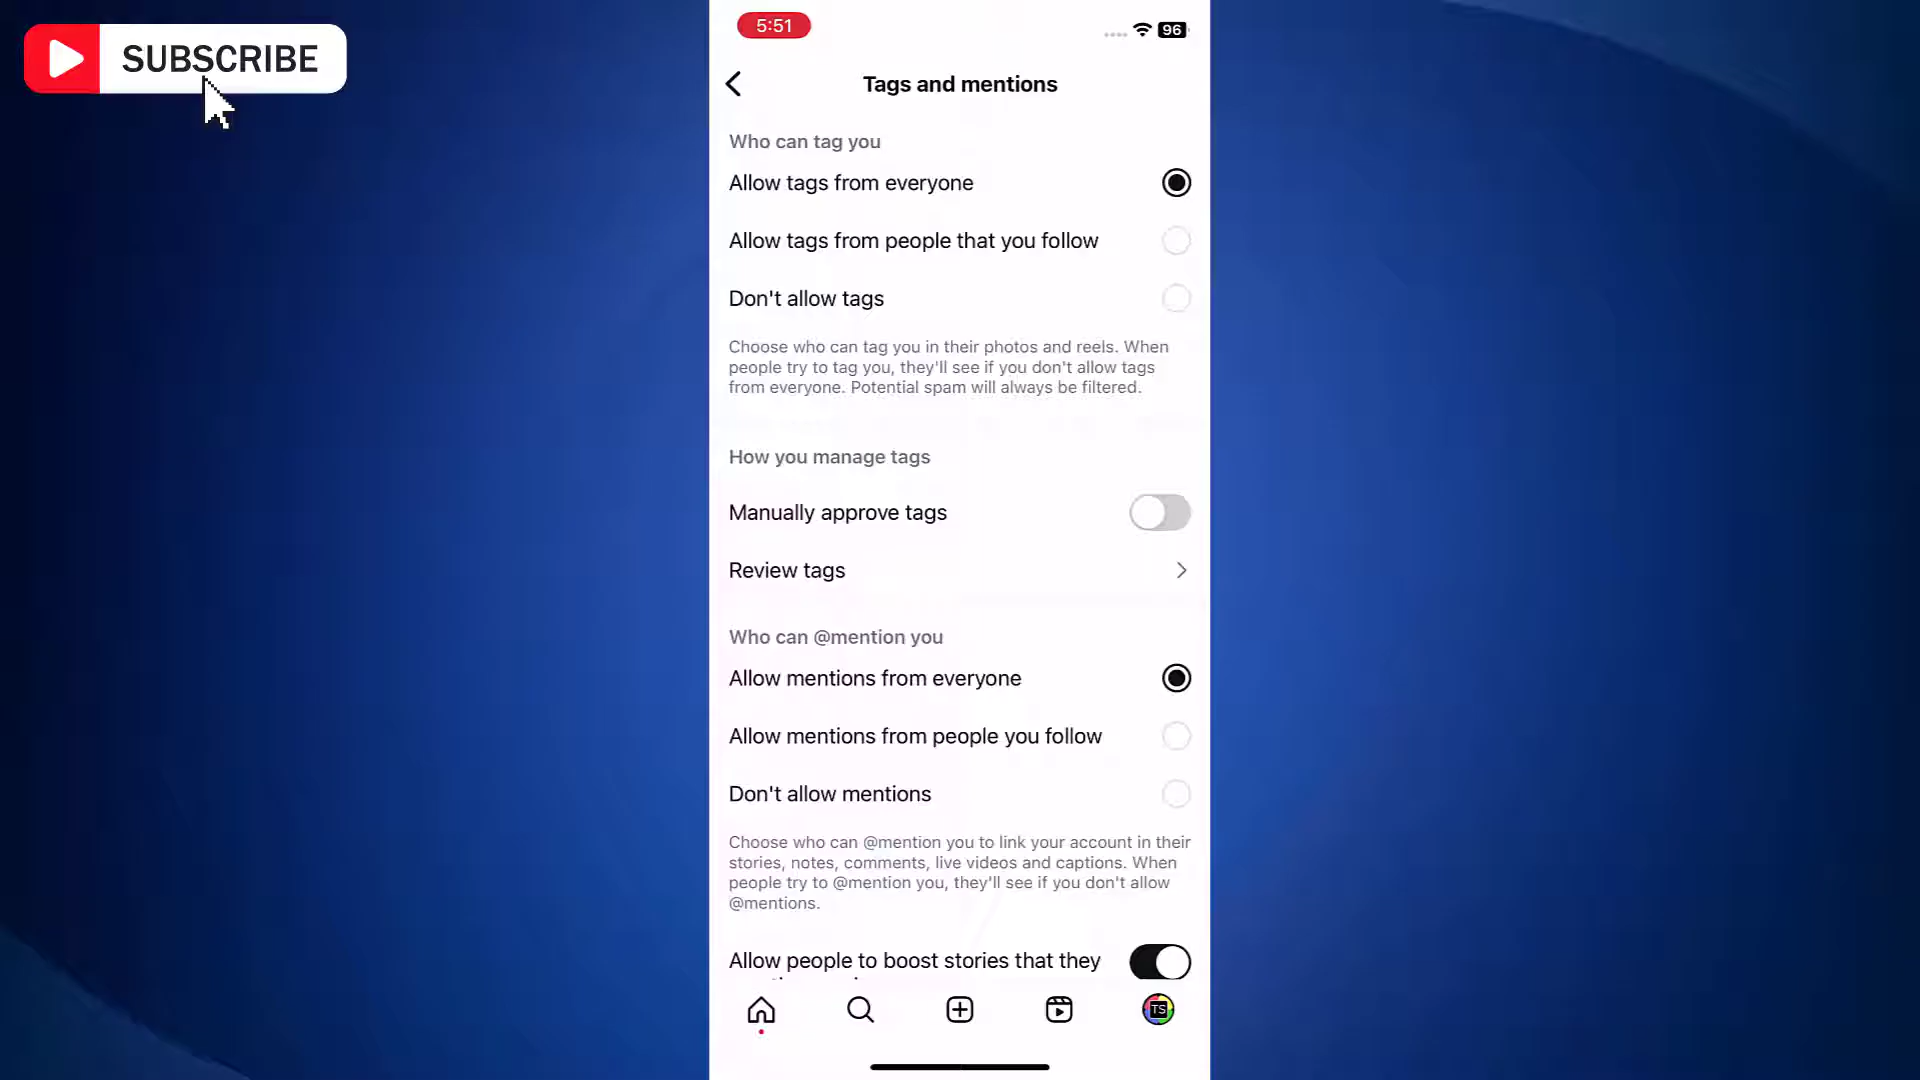 SUBSCRIBE
5:51
96
Tags and mentions
Who can tag you
Allow tags from everyone
Allow tags from people that you follow
Don't allow tags
Choose who can tag you in their photos and reels. When
people try to tag you, they'll see if you don't allow tags
from everyone. Potential spam will always be filtered.
How you manage tags
Manually approve tags
Review tags
Who can @mention you
Allow mentions from everyone
Allow mentions from people you follow
Don't allow mentions
Choose who can @mention you to link your account in their
stories, notes, comments, live videos and captions. When
people try to @mention you, they'll see if you don't allow
@mentions.
Allow people to boost stories that they
TS